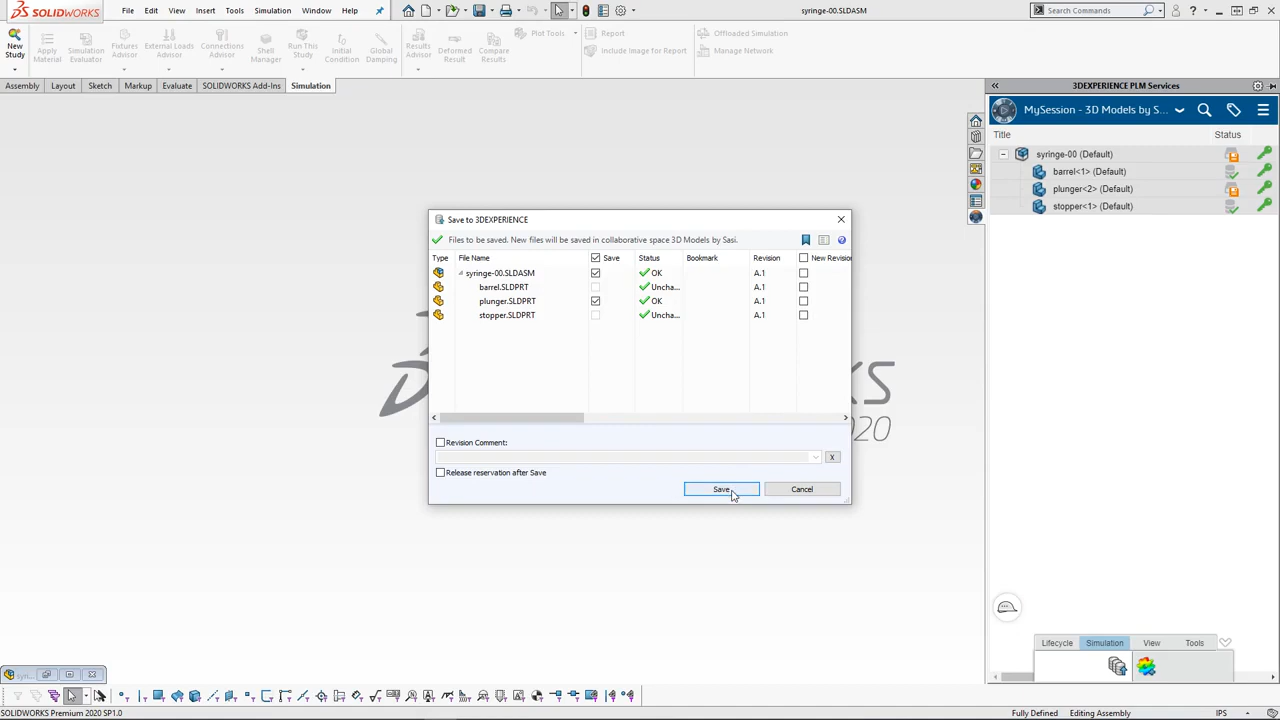 SOLIDWORKS
File
Edit
View
Insert
Tools
Simulation
Window
Help
syringe-00.SLDASM
Search Commands
New Study
Apply Material
Simulation Evaluator
Fixtures Advisor
External Loads Advisor
Connections Advisor
Shell Manager
Run This Study
Initial Condition
Global Damping
Results Advisor
Deformed Result
Compare Results
Plot Tools
Report
Include Image for Report
Offloaded Simulation
Manage Network
Assembly
Layout
Sketch
Markup
Evaluate
SOLIDWORKS Add-Ins
Simulation
3DEXPERIENCE PLM Services
MySession - 3D Models by S...
Title
Status
syringe-00 (Default)
barrel<1> (Default)
plunger<2> (Default)
stopper<1> (Default)
Save to 3DEXPERIENCE
Files to be saved. New files will be saved in collaborative space 3D Models by Sasi.
Type File Name Save Status Bookmark Revision New Revision
syringe-00.SLDASM OK A.1
barrel.SLDPRT Uncha... A.1
plunger.SLDPRT OK A.1
stopper.SLDPRT Uncha... A.1
Revision Comment:
X
Release reservation after Save
Save
Cancel
KS
2020
Lifecycle
Simulation
View
Tools
syri...
SOLIDWORKS Premium 2020 SP1.0
Fully Defined
Editing Assembly
IPS